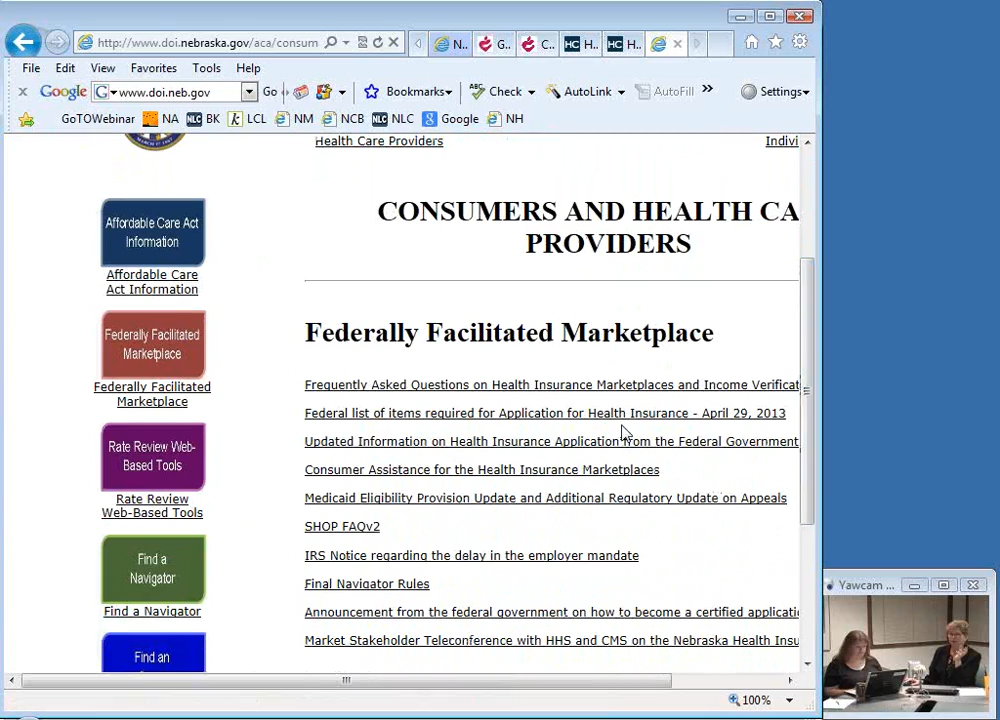 http://www.doi.nebraska.gov/aca/consum
N..
G..
C..
H..
H..
File Edit View Favorites Tools Help
Google G www.doi.neb.gov Go Bookmarks ABC Check AutoLink AutoFill » Settings
GoTOWebinar NA NLC BK k LCL NM NCB NLC g Google NH
Health Care Providers
Indivi
CONSUMERS AND HEALTH CA
PROVIDERS
Affordable Care Act
Information
Affordable Care
Act Information
Federally Facilitated
Marketplace
Federally Facilitated
Marketplace
Rate Review Web-
Based Tools
Rate Review
Web-Based Tools
Find a
Navigator
Find a Navigator
Find an
Federally Facilitated Marketplace
Frequently Asked Questions on Health Insurance Marketplaces and Income Verificat
Federal list of items required for Application for Health Insurance - April 29, 2013
Updated Information on Health Insurance Application from the Federal Government
Consumer Assistance for the Health Insurance Marketplaces
Medicaid Eligibility Provision Update and Additional Regulatory Update on Appeals
SHOP FAQv2
IRS Notice regarding the delay in the employer mandate
Final Navigator Rules
Announcement from the federal government on how to become a certified applicatio
Market Stakeholder Teleconference with HHS and CMS on the Nebraska Health Insu
100%
Yawcam ...